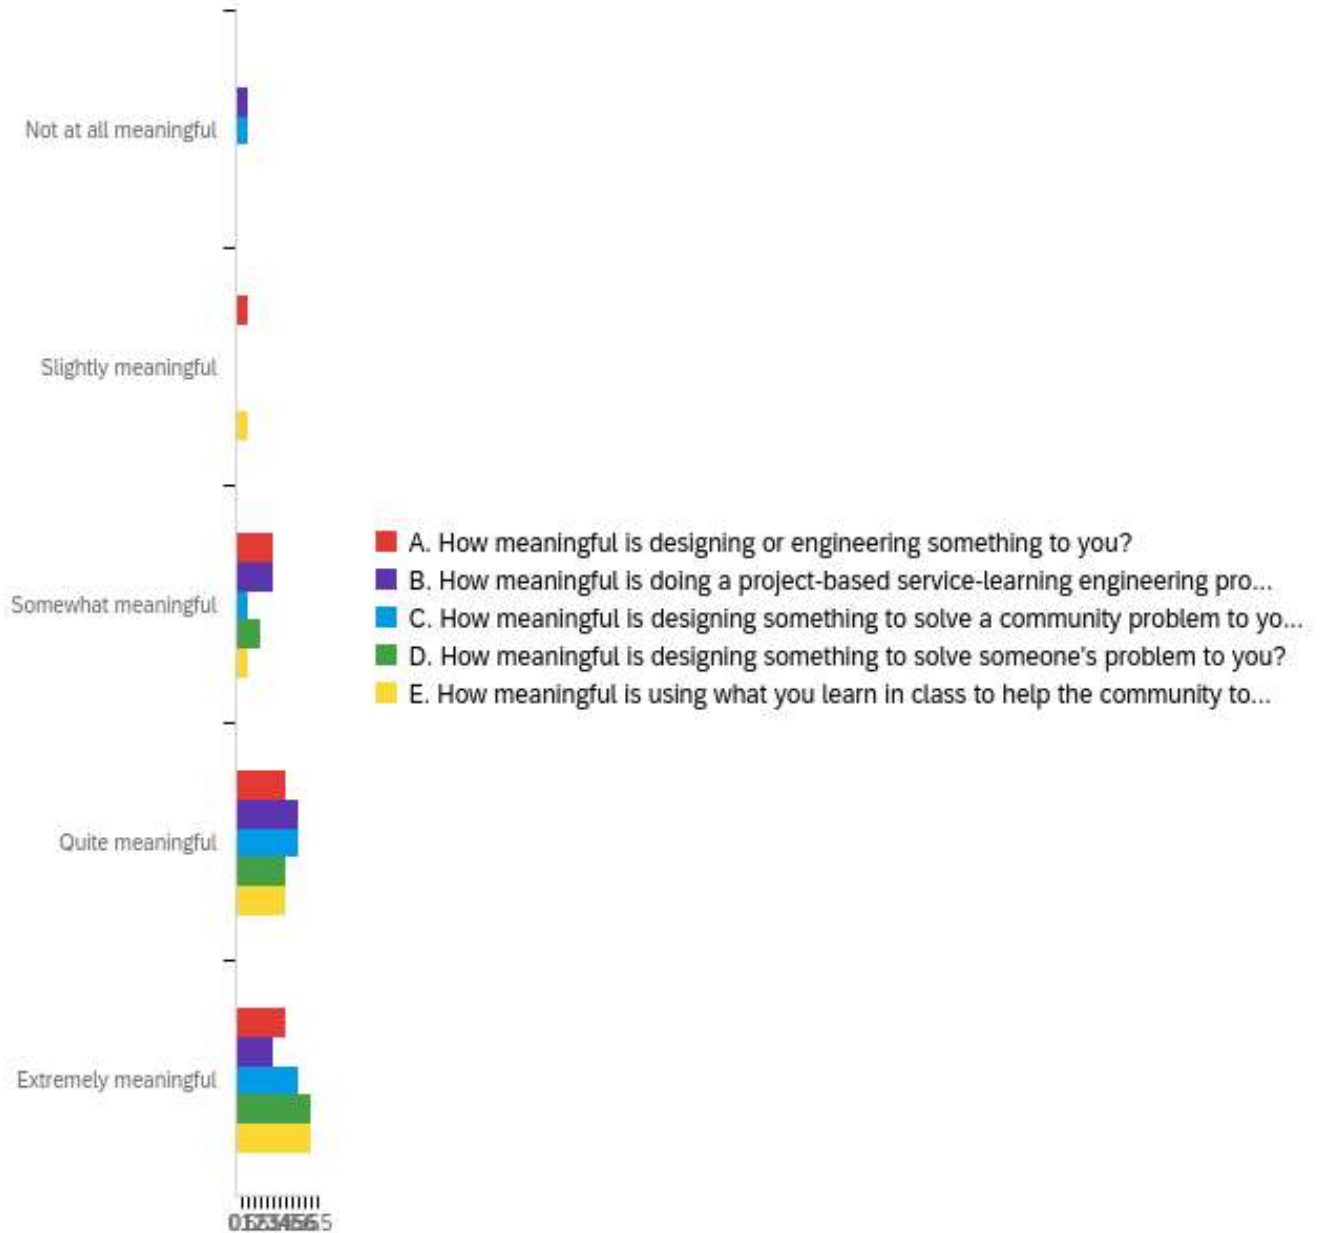 Not at all meaningful
Slightly meaningful
Somewhat meaningful
Quite meaningful
Extremely meaningful
A. How meaningful is designing or engineering something to you?
B. How meaningful is doing a project-based service-learning engineering pro...
C. How meaningful is designing something to solve a community problem to yo...
D. How meaningful is designing something to solve someone's problem to you?
E. How meaningful is using what you learn in class to help the community to...